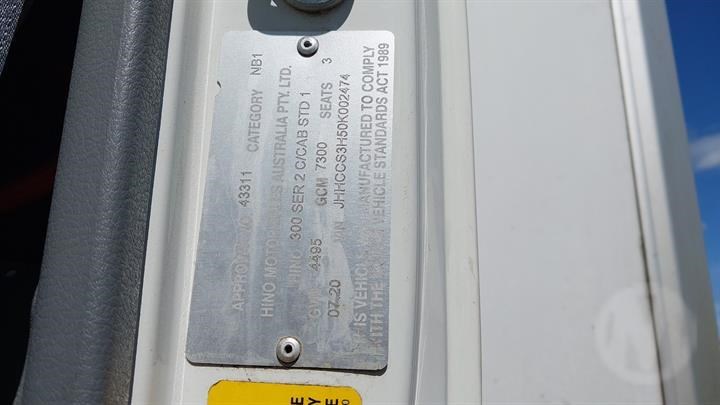 APPROVAL NO 43311 CATEGORY NB1
HINO MOTOR SALES AUSTRALIA PTY. LTD.
HINO 300 SER 2 C/CAB STD 1
GVM 4495 GCM 7300 SEATS 3
07.20 VIN JHHCCS3H50K002474
THIS VEHICLE WAS MANUFACTURED TO COMPLY
WITH THE MOTOR VEHICLE STANDARDS ACT 1989